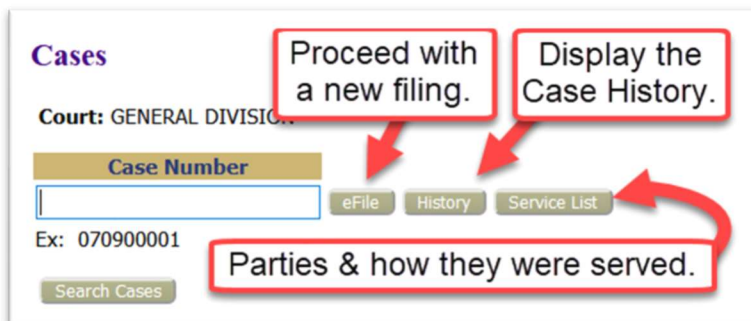 Cases
Proceed with
a new filing.
Display the
Case History.
Court: GENERAL DIVISION
Case Number
eFile History Service List
Ex: 070900001
Parties & how they were served.
Search Cases